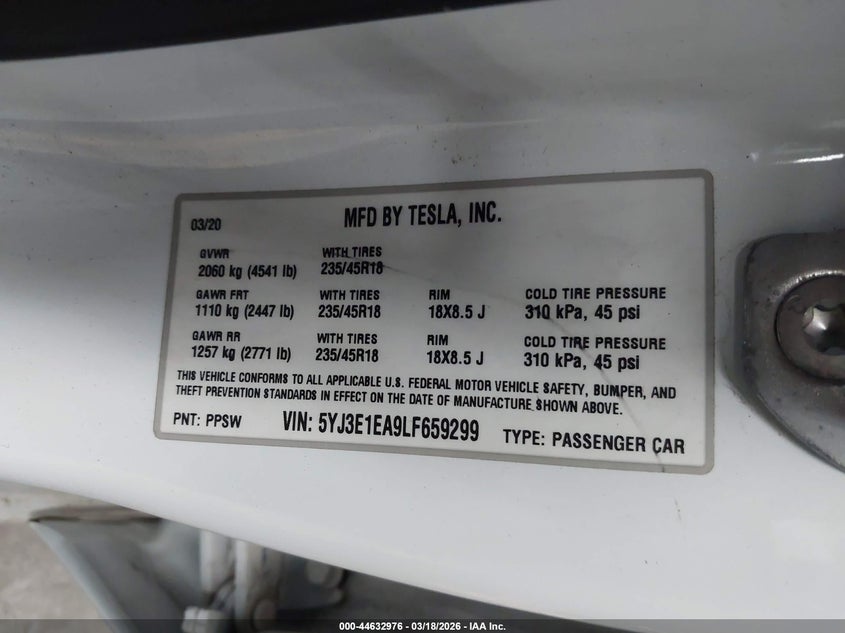 03/20 MFD BY TESLA, INC.
GVWR WITH TIRES
2060 kg (4541 lb) 235/45R18
GAWR FRT WITH TIRES RIM COLD TIRE PRESSURE
1110 kg (2447 lb) 235/45R18 18X8.5 J 310 kPa, 45 psi
GAWR RR WITH TIRES RIM COLD TIRE PRESSURE
1257 kg (2771 lb) 235/45R18 18X8.5 J 310 kPa, 45 psi
THIS VEHICLE CONFORMS TO ALL APPLICABLE U.S. FEDERAL MOTOR VEHICLE SAFETY, BUMPER, AND
THEFT PREVENTION STANDARDS IN EFFECT ON THE DATE OF MANUFACTURE SHOWN ABOVE.
PNT: PPSW VIN: 5YJ3E1EA9LF659299 TYPE: PASSENGER CAR
000-44632976 - 03/18/2026 - IAA Inc.